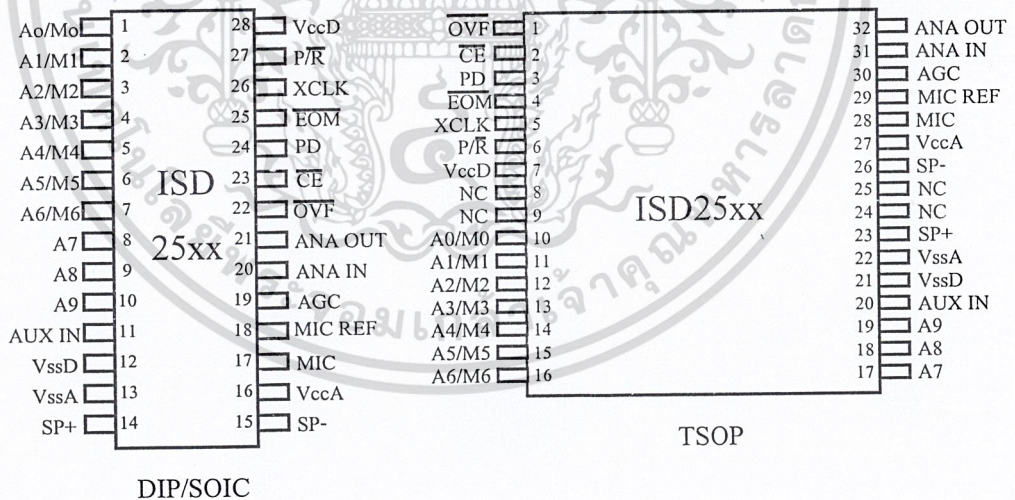 Ao/Mo 1 28 VccD
A1/M1 2 27 P/R̅
A2/M2 3 26 XCLK
A3/M3 4 25 E̅O̅M̅
A4/M4 5 24 PD
A5/M5 6 23 C̅E̅
A6/M6 7 22 O̅V̅F̅
A7 8 21 ANA OUT
A8 9 20 ANA IN
A9 10 19 AGC
AUX IN 11 18 MIC REF
VssD 12 17 MIC
VssA 13 16 VccA
SP+ 14 15 SP-
ISD
25xx
DIP/SOIC
O̅V̅F̅ 1 32 ANA OUT
C̅E̅ 2 31 ANA IN
PD 3 30 AGC
E̅O̅M̅ 4 29 MIC REF
XCLK 5 28 MIC
P/R̅ 6 27 VccA
VccD 7 26 SP-
NC 8 25 NC
NC 9 24 NC
A0/M0 10 23 SP+
A1/M1 11 22 VssA
A2/M2 12 21 VssD
A3/M3 13 20 AUX IN
A4/M4 14 19 A9
A5/M5 15 18 A8
A6/M6 16 17 A7
ISD25xx
TSOP